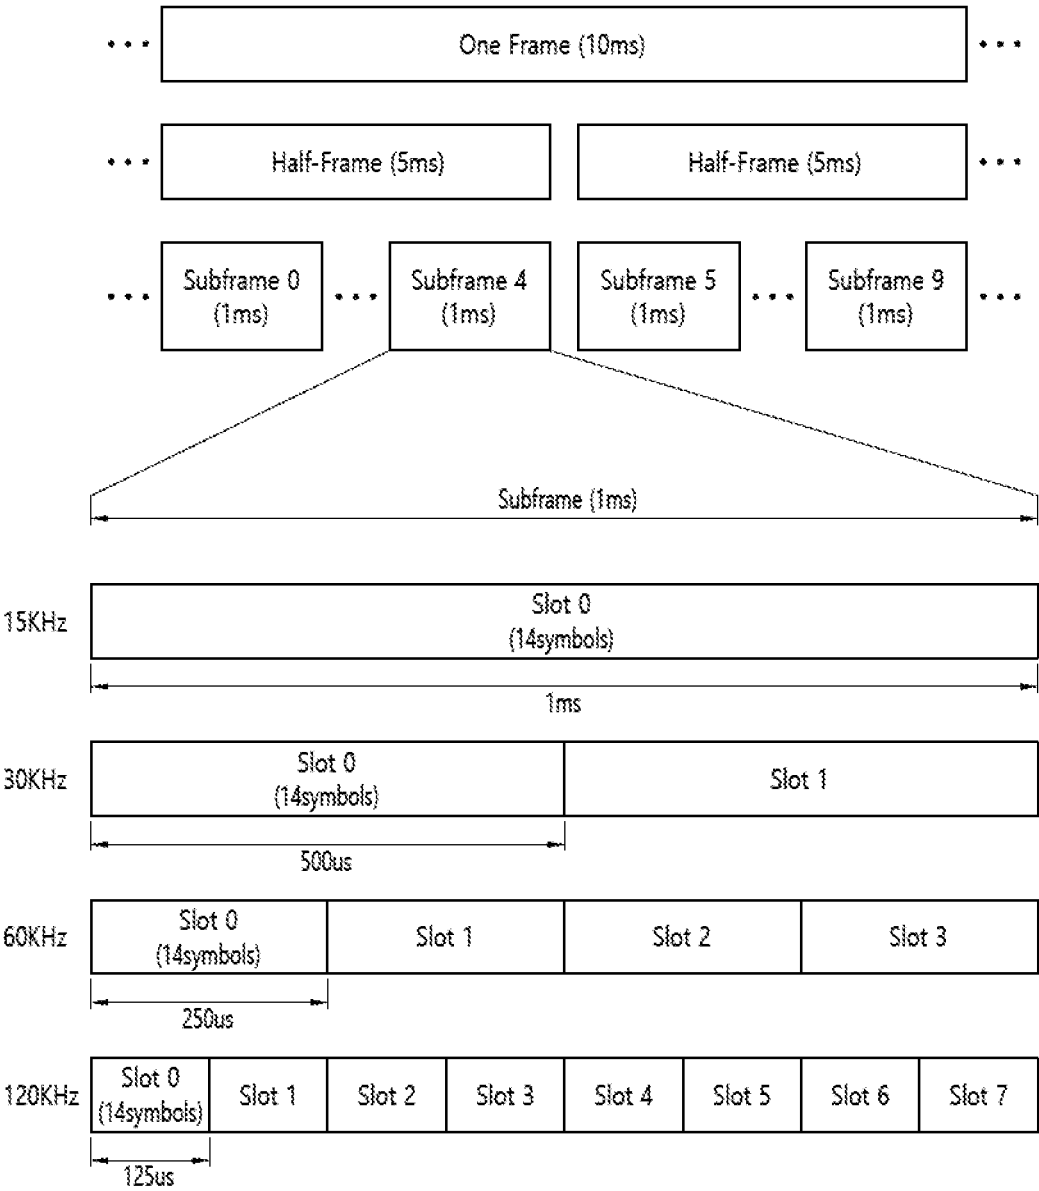 One Frame (10ms)
Half-Frame (5ms)
Half-Frame (5ms)
Subframe 0
(1ms)
Subframe 4
(1ms)
Subframe 5
(1ms)
Subframe 9
(1ms)
Subframe (1ms)
15KHz
Slot 0
(14symbols)
1ms
30KHz
Slot 0
(14symbols)
Slot 1
500us
60KHz
Slot 0
(14symbols)
Slot 1
Slot 2
Slot 3
250us
120KHz
Slot 0
(14symbols)
Slot 1
Slot 2
Slot 3
Slot 4
Slot 5
Slot 6
Slot 7
125us